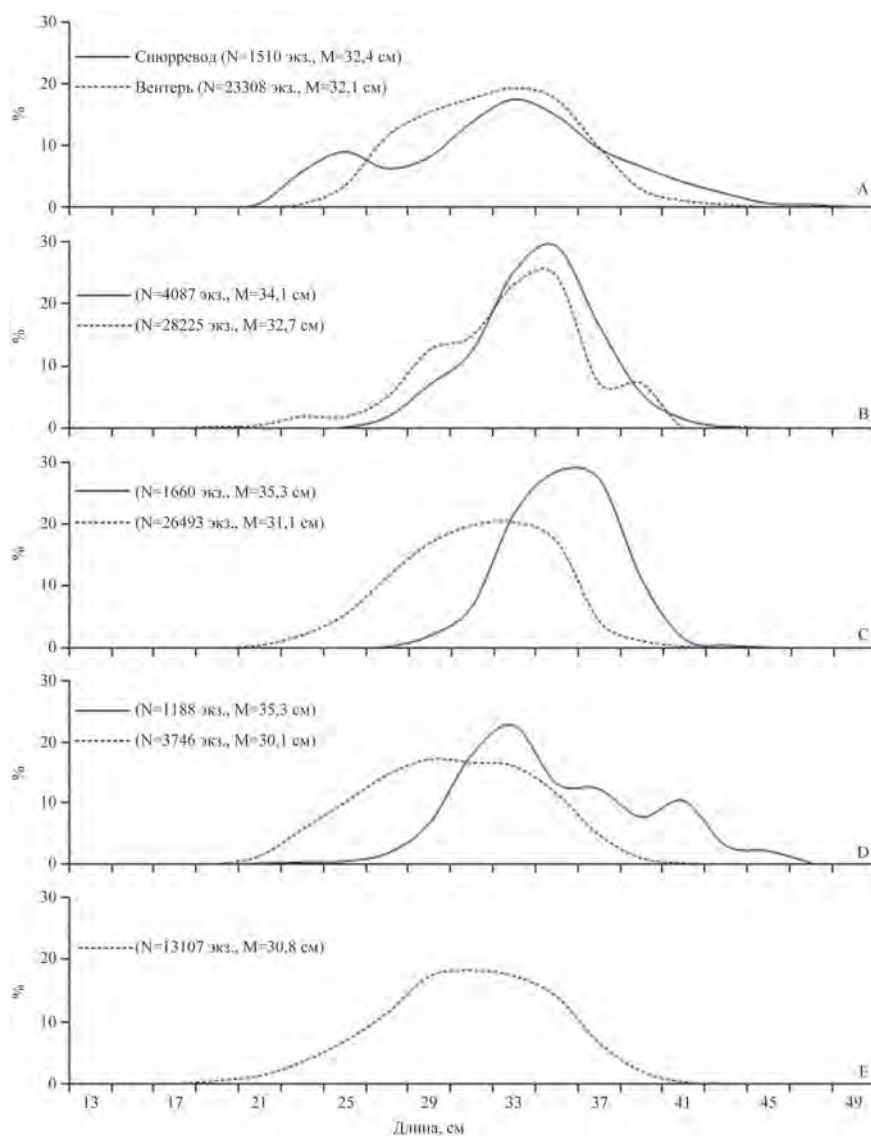 30
Снюрревод (N=1510 экз., M=32,4 см)
20
Вентерь (N=23308 экз., M=32,1 см)
%
10
0
A
30
(N=4087 экз., M=34,1 см)
20
(N=28225 экз., M=32,7 см)
%
10
0
B
30
(N=1660 экз., M=35,3 см)
20
(N=26493 экз., M=31,1 см)
%
10
0
C
30
(N=1188 экз., M=35,3 см)
20
(N=3746 экз., M=30,1 см)
%
10
0
D
30
(N=13107 экз., M=30,8 см)
20
%
10
0
E
13 17 21 25 29 33 37 41 45 49
Длина, см